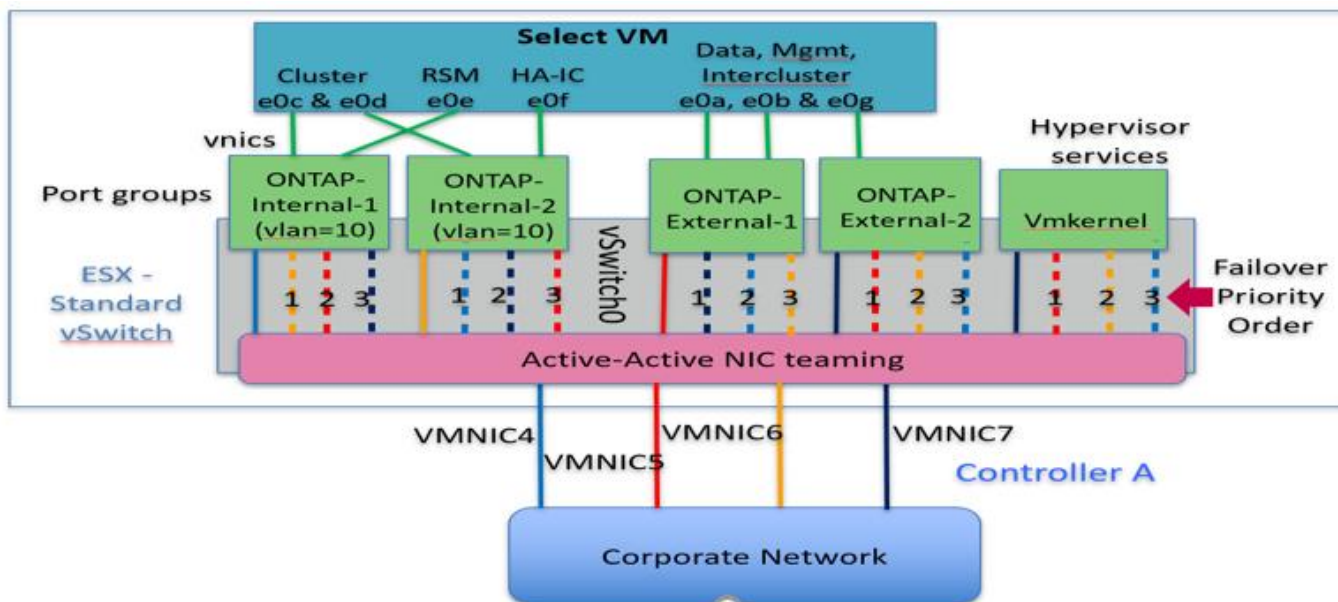 Select VM
Cluster
e0c & e0d
RSM
e0e
HA-IC
e0f
Data, Mgmt,
Intercluster
e0a, e0b & e0g
vnics
Hypervisor
services
Port groups
ONTAP-
Internal-1
(vlan=10)
ONTAP-
Internal-2
(vlan=10)
ONTAP-
External-1
ONTAP-
External-2
Vmkernel
vSwitch0
ESX -
Standard
vSwitch
1 2 3
1 2 3
1 2 3
1 2 3
1 2 3
Failover
Priority
Order
Active-Active NIC teaming
VMNIC4
VMNIC5
VMNIC6
VMNIC7
Controller A
Corporate Network